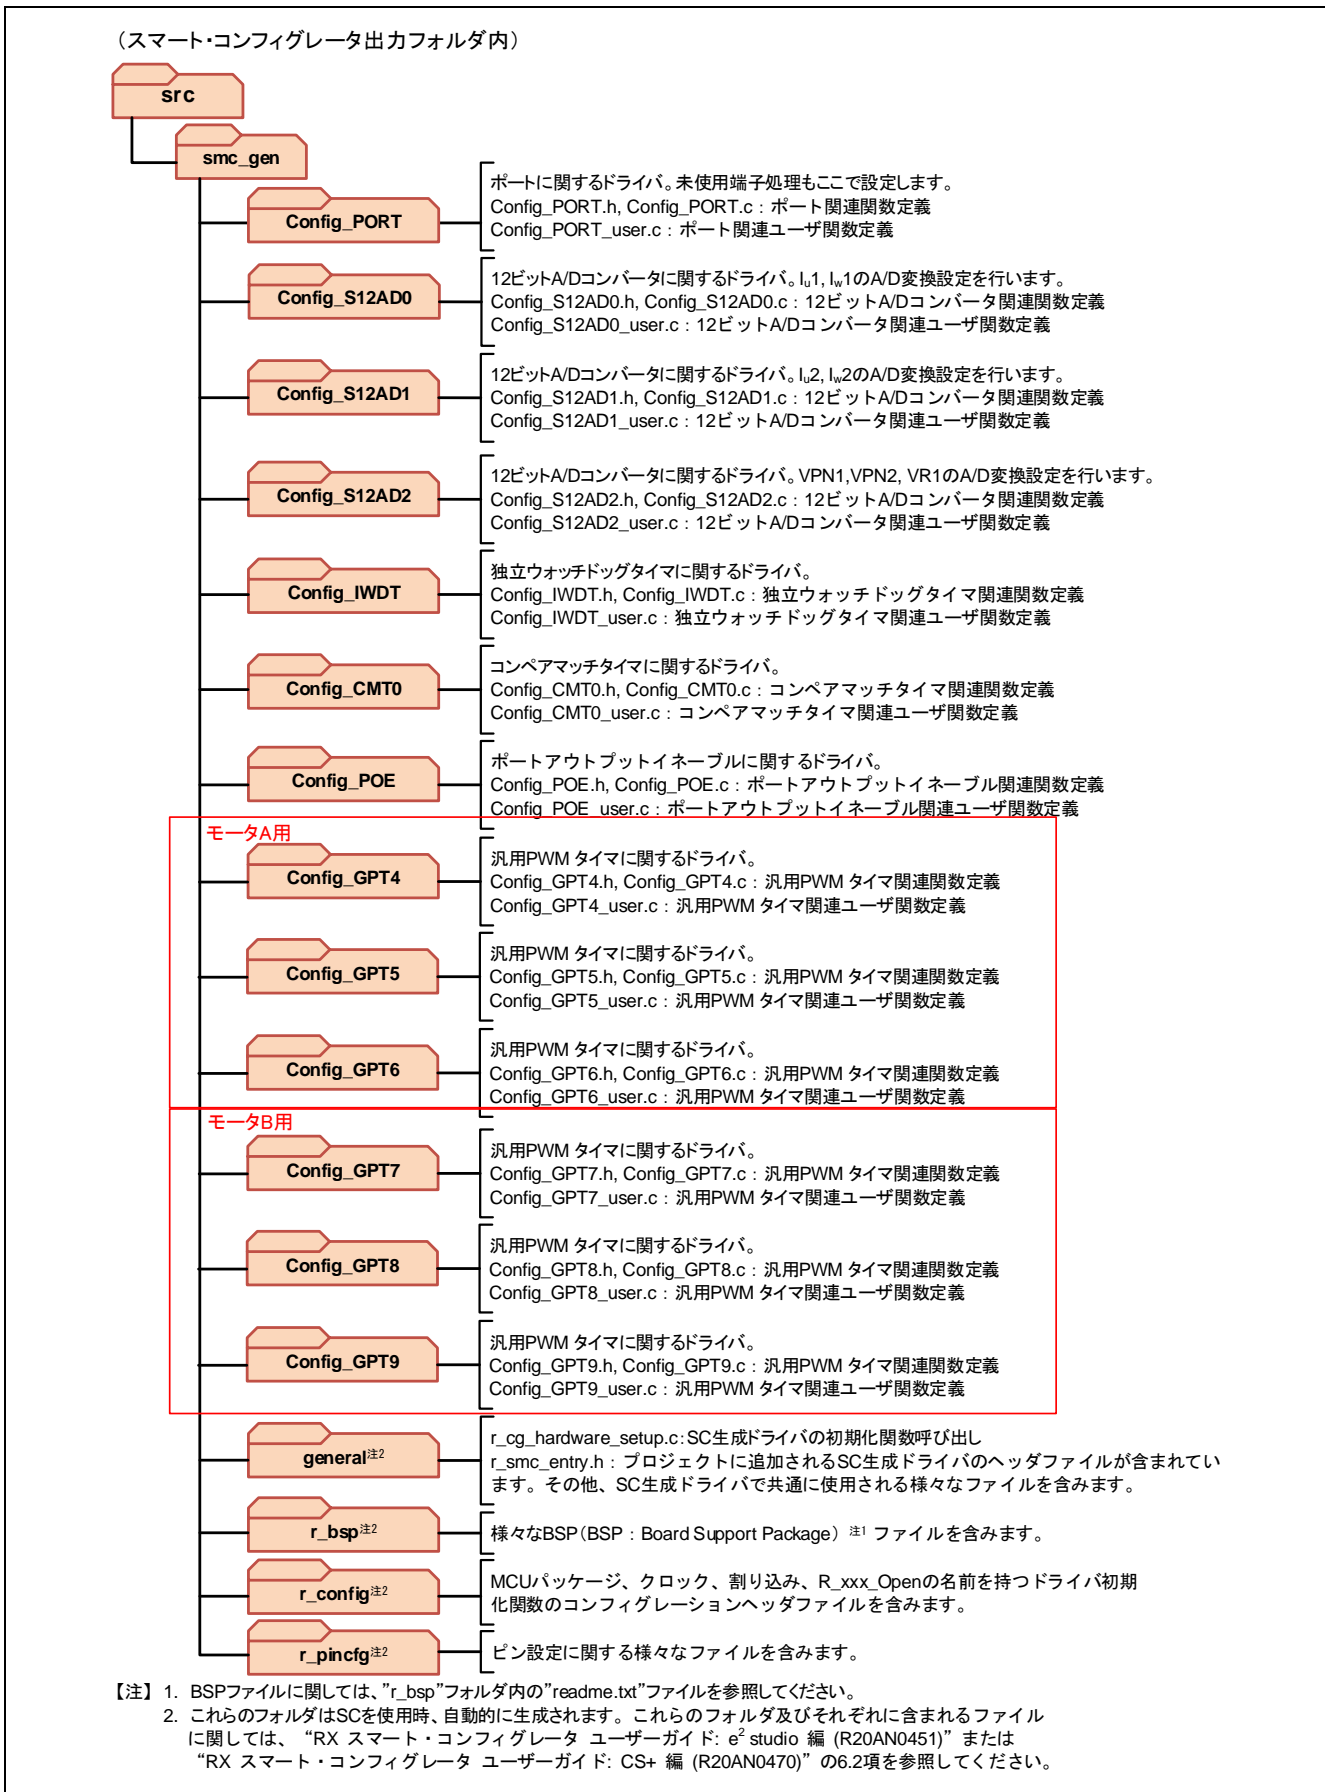 （スマート・コンフィグレータ出力フォルダ内）
src
smc_gen
Config_PORT
ポートに関するドライバ。未使用端子処理もここで設定します。
Config_PORT.h, Config_PORT.c：ポート関連関数定義
Config_PORT_user.c：ポート関連ユーザ関数定義
Config_S12AD0
12ビットA/Dコンバータに関するドライバ。Iu1, Iw1のA/D変換設定を行います。
Config_S12AD0.h, Config_S12AD0.c：12ビットA/Dコンバータ関連関数定義
Config_S12AD0_user.c：12ビットA/Dコンバータ関連ユーザ関数定義
Config_S12AD1
12ビットA/Dコンバータに関するドライバ。Iu2, Iw2のA/D変換設定を行います。
Config_S12AD1.h, Config_S12AD1.c：12ビットA/Dコンバータ関連関数定義
Config_S12AD1_user.c：12ビットA/Dコンバータ関連ユーザ関数定義
Config_S12AD2
12ビットA/Dコンバータに関するドライバ。VPN1,VPN2, VR1のA/D変換設定を行います。
Config_S12AD2.h, Config_S12AD2.c：12ビットA/Dコンバータ関連関数定義
Config_S12AD2_user.c：12ビットA/Dコンバータ関連ユーザ関数定義
Config_IWDT
独立ウォッチドッグタイマに関するドライバ。
Config_IWDT.h, Config_IWDT.c：独立ウォッチドッグタイマ関連関数定義
Config_IWDT_user.c：独立ウォッチドッグタイマ関連ユーザ関数定義
Config_CMT0
コンペアマッチタイマに関するドライバ。
Config_CMT0.h, Config_CMT0.c：コンペアマッチタイマ関連関数定義
Config_CMT0_user.c：コンペアマッチタイマ関連ユーザ関数定義
Config_POE
ポートアウトプットイネーブルに関するドライバ。
Config_POE.h, Config_POE.c：ポートアウトプットイネーブル関連関数定義
Config_POE_user.c：ポートアウトプットイネーブル関連ユーザ関数定義
モータA用
Config_GPT4
汎用PWM タイマに関するドライバ。
Config_GPT4.h, Config_GPT4.c：汎用PWM タイマ関連関数定義
Config_GPT4_user.c：汎用PWM タイマ関連ユーザ関数定義
Config_GPT5
汎用PWM タイマに関するドライバ。
Config_GPT5.h, Config_GPT5.c：汎用PWM タイマ関連関数定義
Config_GPT5_user.c：汎用PWM タイマ関連ユーザ関数定義
Config_GPT6
汎用PWM タイマに関するドライバ。
Config_GPT6.h, Config_GPT6.c：汎用PWM タイマ関連関数定義
Config_GPT6_user.c：汎用PWM タイマ関連ユーザ関数定義
モータB用
Config_GPT7
汎用PWM タイマに関するドライバ。
Config_GPT7.h, Config_GPT7.c：汎用PWM タイマ関連関数定義
Config_GPT7_user.c：汎用PWM タイマ関連ユーザ関数定義
Config_GPT8
汎用PWM タイマに関するドライバ。
Config_GPT8.h, Config_GPT8.c：汎用PWM タイマ関連関数定義
Config_GPT8_user.c：汎用PWM タイマ関連ユーザ関数定義
Config_GPT9
汎用PWM タイマに関するドライバ。
Config_GPT9.h, Config_GPT9.c：汎用PWM タイマ関連関数定義
Config_GPT9_user.c：汎用PWM タイマ関連ユーザ関数定義
general注2
r_cg_hardware_setup.c：SC生成ドライバの初期化関数呼び出し
r_smc_entry.h：プロジェクトに追加されるSC生成ドライバのヘッダファイルが含まれてい
ます。その他、SC生成ドライバで共通に使用される様々なファイルを含みます。
r_bsp注2
様々なBSP（BSP：Board Support Package）注1 ファイルを含みます。
r_config注2
MCUパッケージ、クロック、割り込み、R_xxx_Openの名前を持つドライバ初期
化関数のコンフィグレーションヘッダファイルを含みます。
r_pincfg注2
ピン設定に関する様々なファイルを含みます。
【注】 1. BSPファイルに関しては、”r_bsp”フォルダ内の”readme.txt”ファイルを参照してください。
2. これらのフォルダはSCを使用時、自動的に生成されます。これらのフォルダ及びそれぞれに含まれるファイル
に関しては、“RX スマート・コンフィグレータ ユーザーガイド: e2 studio 編 (R20AN0451)”または
“RX スマート・コンフィグレータ ユーザーガイド: CS+ 編 (R20AN0470)”の6.2項を参照してください。